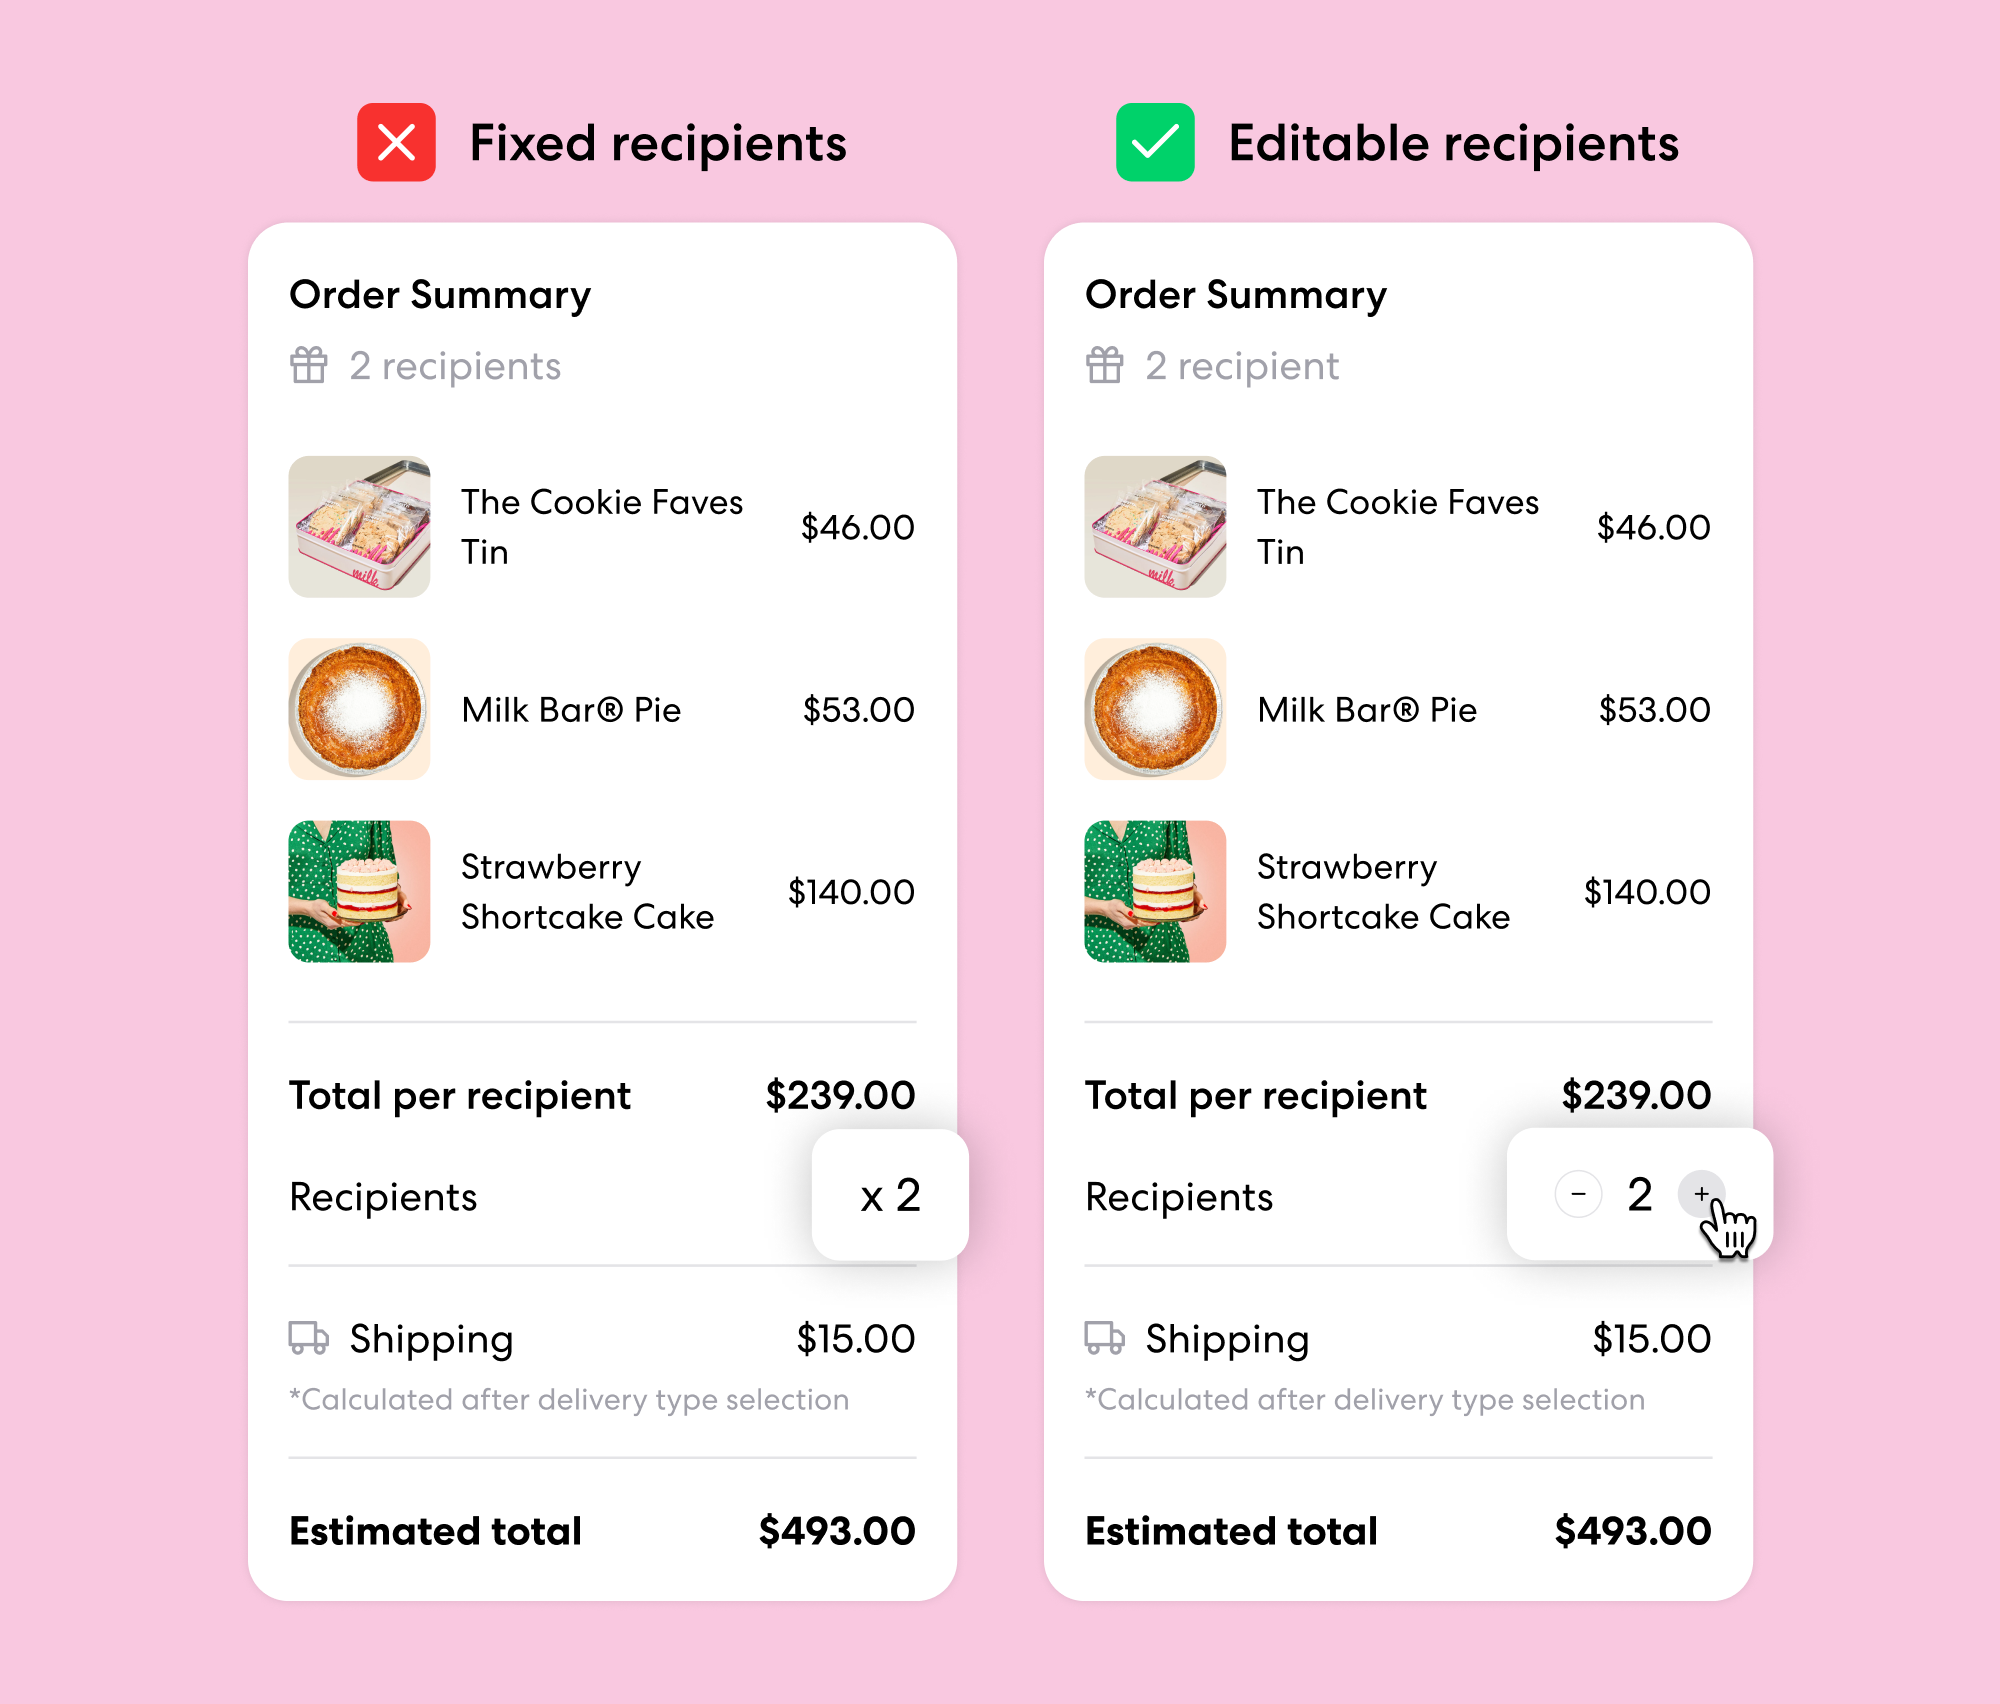 Fixed recipients
Order Summary
2 recipients
The Cookie Faves
Tin
$46.00
milk
Milk Bar® Pie
$53.00
Strawberry
Shortcake Cake
$140.00
Total per recipient
$239.00
Recipients
x 2
Shipping
$15.00
*Calculated after delivery type selection
Estimated total
$493.00
Editable recipients
Order Summary
2 recipient
The Cookie Faves
Tin
$46.00
milk
Milk Bar® Pie
$53.00
Strawberry
Shortcake Cake
$140.00
Total per recipient
$239.00
Recipients
− 2 +
Shipping
$15.00
*Calculated after delivery type selection
Estimated total
$493.00